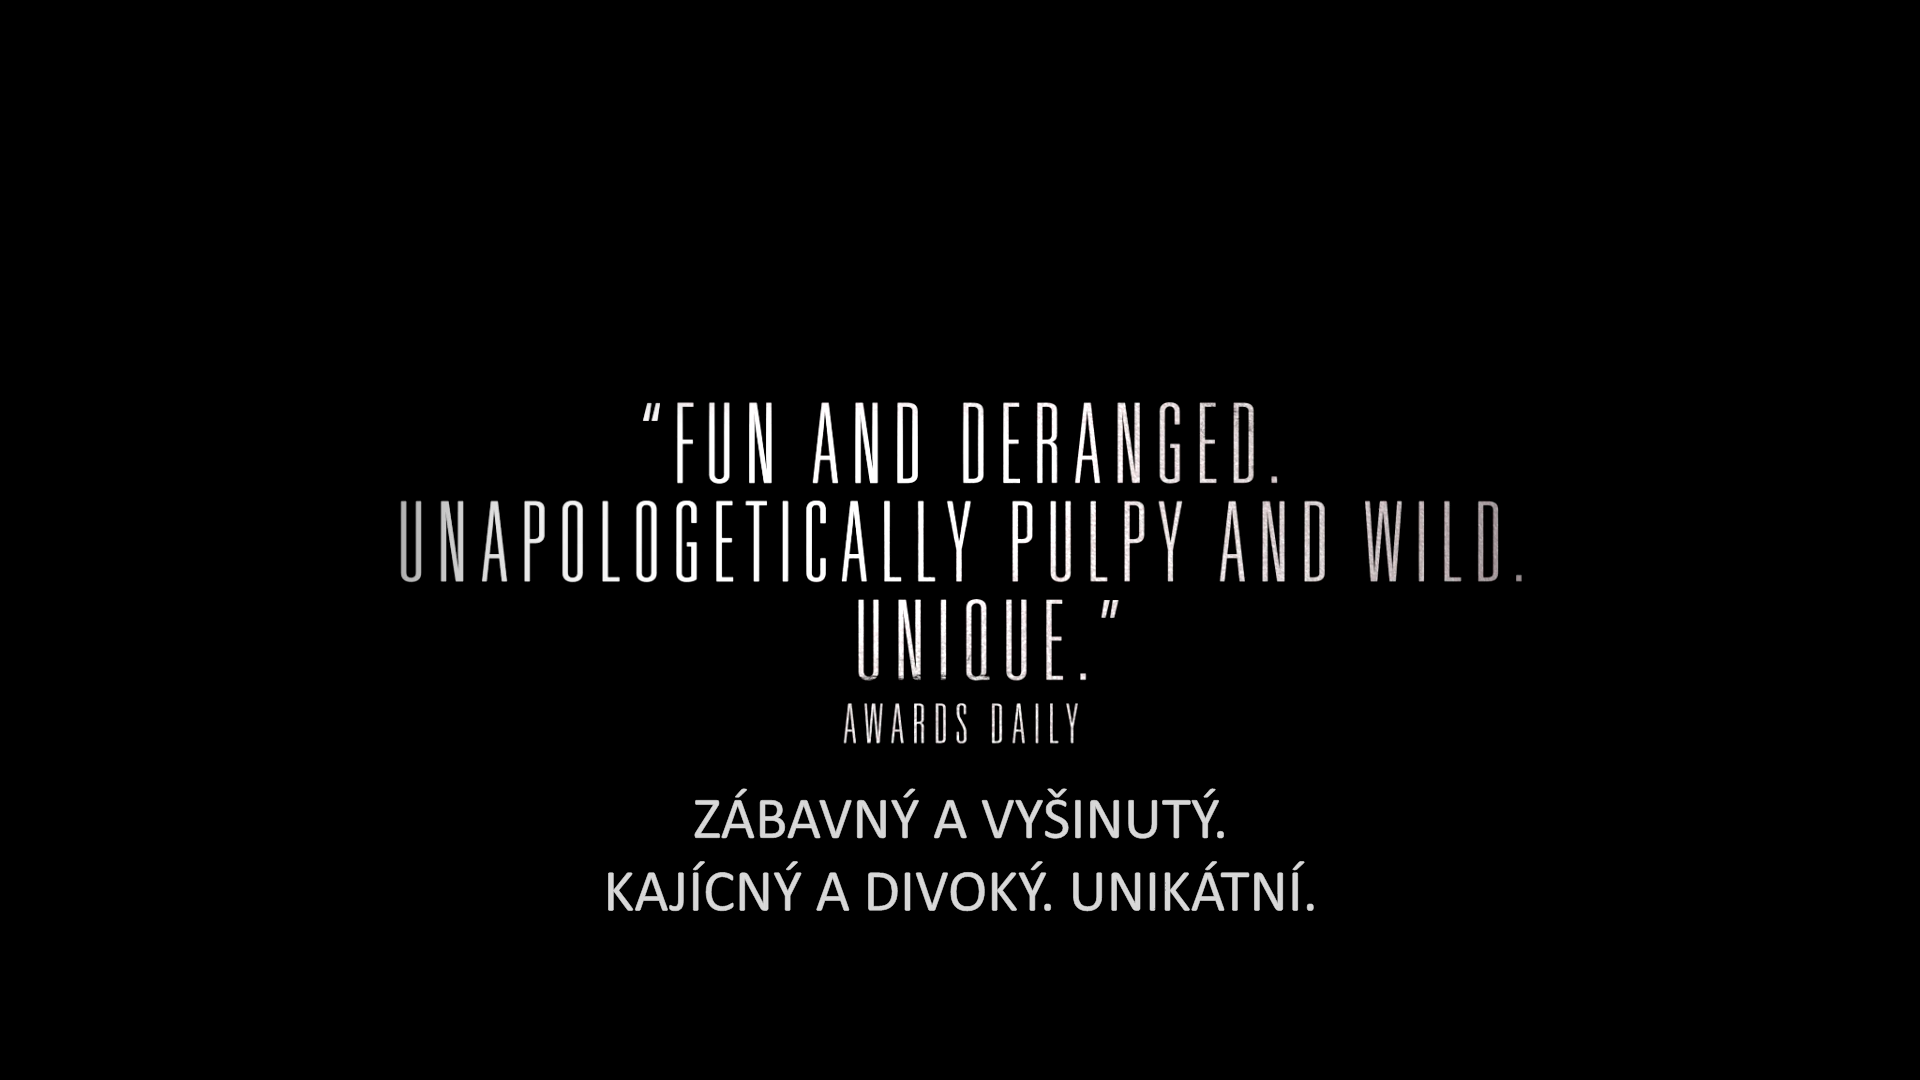 “FUN AND DERANGED.
UNAPOLOGETICALLY PULPY AND WILD.
UNIQUE.”
AWARDS DAILY
ZÁBAVNÝ A VYŠINUTÝ.
KAJÍCNÝ A DIVOKÝ. UNIKÁTNÍ.